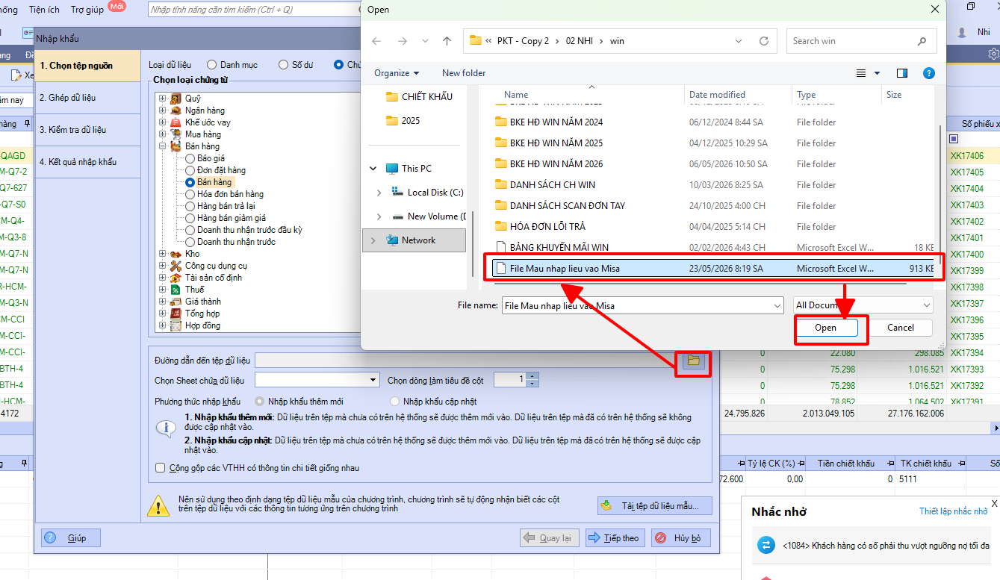 hống Tiện ích Trợ giúp Mới
Nhập tính năng cần tìm kiếm (Ctrl + Q)
Nhi
Nhập khẩu
1. Chọn tệp nguồn
2. Ghép dữ liệu
3. Kiểm tra dữ liệu
4. Kết quả nhập khẩu
Loại dữ liệu Danh mục Số dư Chứ
Chọn loại chứng từ
Quỹ
Ngân hàng
Khế ước vay
Mua hàng
Bán hàng
Báo giá
Đơn đặt hàng
Bán hàng
Hóa đơn bán hàng
Hàng bán trả lại
Hàng bán giảm giá
Doanh thu nhận trước đầu kỳ
Doanh thu nhận trước
Kho
Công cụ dụng cụ
Tài sản cố định
Thuế
Giá thành
Tổng hợp
Hợp đồng
Đường dẫn đến tệp dữ liệu
Chọn Sheet chứa dữ liệu Chọn dòng làm tiêu đề cột 1
Phương thức nhập khẩu Nhập khẩu thêm mới Nhập khẩu cập nhật
1. Nhập khẩu thêm mới: Dữ liệu trên tệp mà chưa có trên hệ thống sẽ được thêm mới vào. Dữ liệu trên tệp mà đã có trên hệ thống sẽ không
được cập nhật vào.
2. Nhập khẩu cập nhật: Dữ liệu trên tệp mà chưa có trên hệ thống sẽ được thêm mới vào. Dữ liệu trên tệp mà đã có trên hệ thống sẽ được cập
nhật vào.
Cộng gộp các VTHH có thông tin chi tiết giống nhau
Nên sử dụng theo định dạng tệp dữ liệu mẫu của chương trình, chương trình sẽ tự động nhận biết các cột
trên tệp dữ liệu với các thông tin tương ứng trên chương trình
Tải tệp dữ liệu mẫu...
Giúp Quay lại Tiếp theo Hủy bỏ
Open
« PKT - Copy 2 › 02 NHI › win
Search win
Organize New folder
CHIẾT KHẤU
2025
This PC
Local Disk (C:)
New Volume (D
Network
Name Date modified Type Size
BKE HĐ WIN NĂM 2024 06/12/2024 8:44 SA File folder
BKE HĐ WIN NĂM 2025 04/12/2025 10:29 SA File folder
BKE HĐ WIN NĂM 2026 06/05/2026 10:50 SA File folder
DANH SÁCH CH WIN 10/03/2026 8:25 SA File folder
DANH SÁCH SCAN ĐƠN TAY 24/10/2025 4:00 CH File folder
HÓA ĐƠN LỖI TRẢ 04/04/2025 5:14 CH File folder
BẢNG KHUYẾN MÃI WIN 02/02/2026 4:43 CH Microsoft Excel W... 18 KB
File Mau nhap lieu vao Misa 23/05/2026 8:19 SA Microsoft Excel W... 913 KB
File name: File Mau nhap lieu vao Misa All Docum
Open Cancel
ăm nay
hàng
-QAGD
M-Q7-2
Q7-627
-Q7-S0
CM-Q4-
M-Q3-8
M-Q7-N
M-Q7-N
R-HCM-
M-Q3-N
CM-CCI
M-CCI-
M-CCI-
BTH-4
BTH-4
-HCM-
4172
Số phiếu x
XK17406
XK17405
XK17404
XK17403
XK17402
XK17401
XK17400
XK17399
XK17398
XK17397
XK17396
XK17395
0 22.080 298.085 XK17394
0 75.298 1.016.521 XK17393
0 75.298 1.016.521 XK17392
0 78.852 1.064.502 XK17391
24.795.826 2.013.049.105 27.176.162.006
Tỷ lệ CK (%) Tiền chiết khấu TK chiết khấu Số
72.600 0,00 0 5111
Nhắc nhở Thiết lập nhắc nhở X
<1084> Khách hàng có số phải thu vượt ngưỡng nợ tối đa